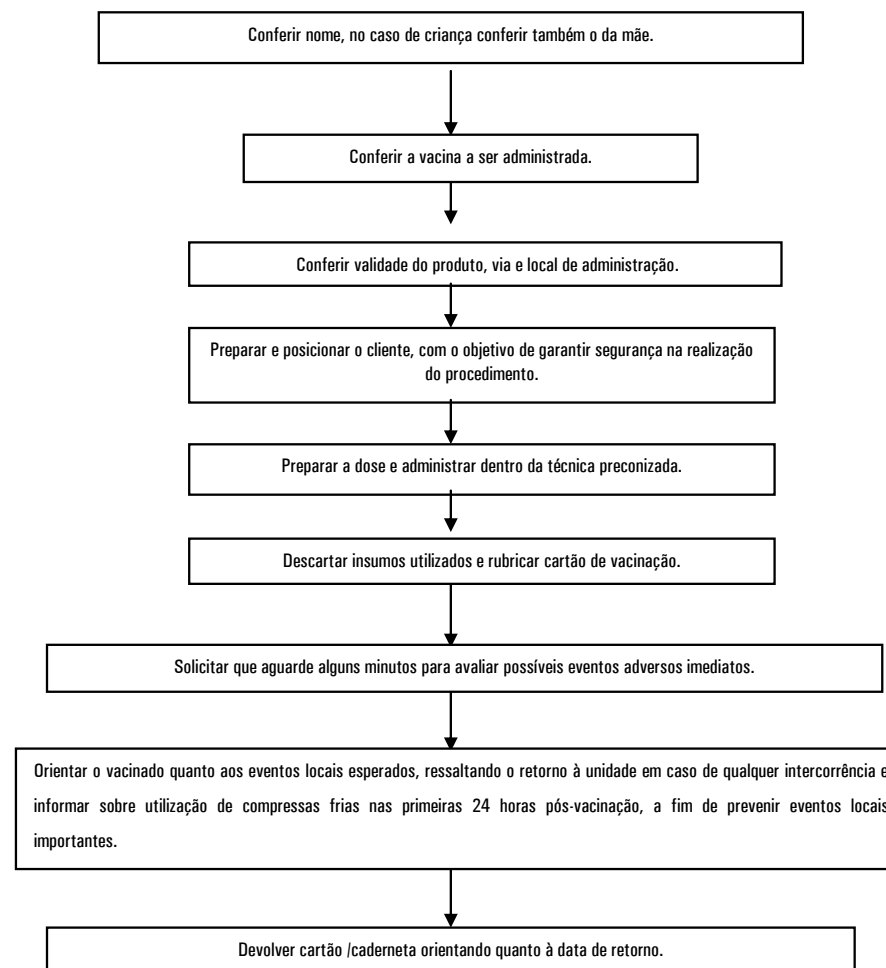 Conferir nome, no caso de criança conferir também o da mãe.
Conferir a vacina a ser administrada.
Conferir validade do produto, via e local de administração.
Preparar e posicionar o cliente, com o objetivo de garantir segurança na realização
do procedimento.
Preparar a dose e administrar dentro da técnica preconizada.
Descartar insumos utilizados e rubricar cartão de vacinação.
Solicitar que aguarde alguns minutos para avaliar possíveis eventos adversos imediatos.
Orientar o vacinado quanto aos eventos locais esperados, ressaltando o retorno à unidade em caso de qualquer intercorrência e
informar sobre utilização de compressas frias nas primeiras 24 horas pós-vacinação, a fim de prevenir eventos locais
importantes.
Devolver cartão /caderneta orientando quanto à data de retorno.